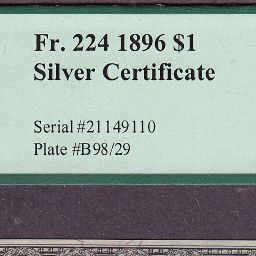 Fr. 224 1896 $1
Silver Certificate
Serial #21149110
Plate #B98/29